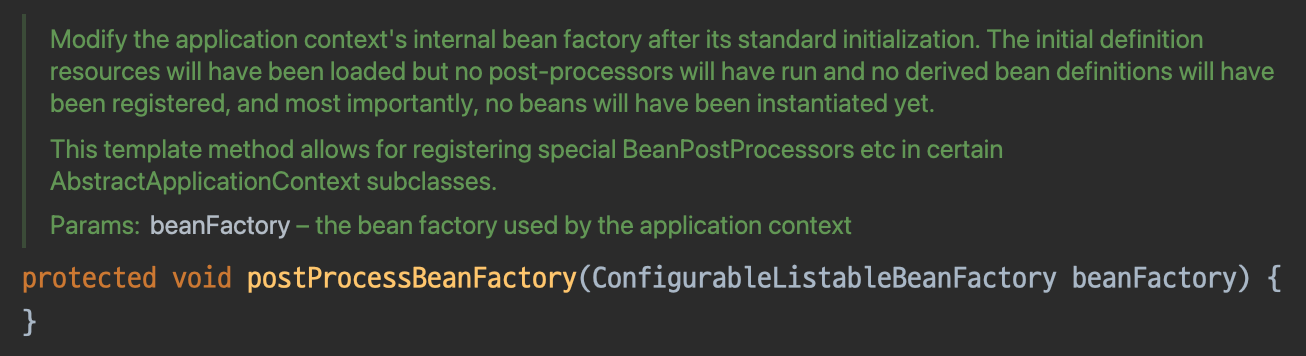 Modify the application context's internal bean factory after its standard initialization. The initial definition
resources will have been loaded but no post-processors will have run and no derived bean definitions will have
been registered, and most importantly, no beans will have been instantiated yet.
This template method allows for registering special BeanPostProcessors etc in certain
AbstractApplicationContext subclasses.
Params: beanFactory – the bean factory used by the application context
protected void postProcessBeanFactory(ConfigurableListableBeanFactory beanFactory) {
}